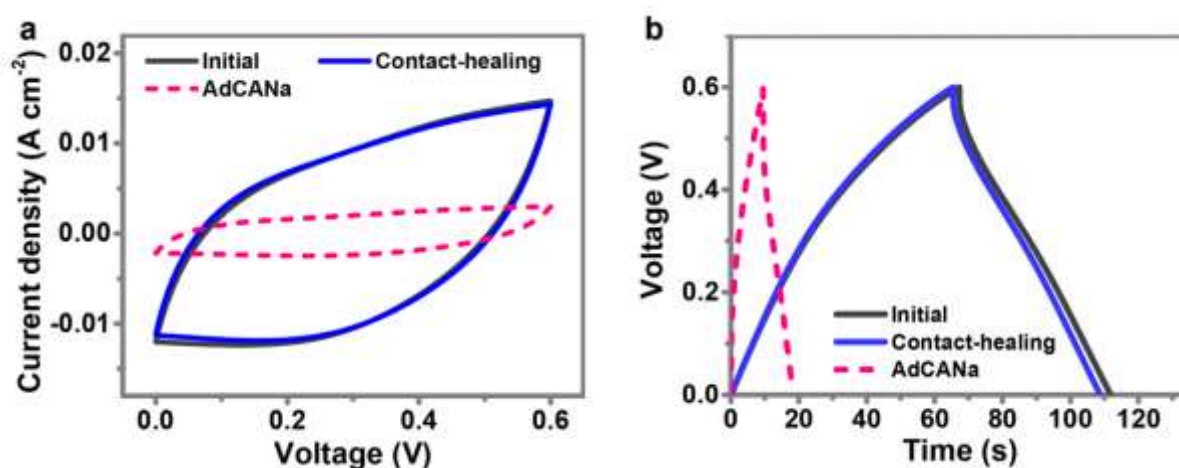 a
0.02
0.01
0.00
-0.01
Current density (A cm⁻²)
Initial
Contact-healing
AdCANa
0.0 0.2 0.4 0.6
Voltage (V)
b
0.6
0.4
0.2
0.0
Voltage (V)
Initial
Contact-healing
AdCANa
0 20 40 60 80 100 120
Time (s)